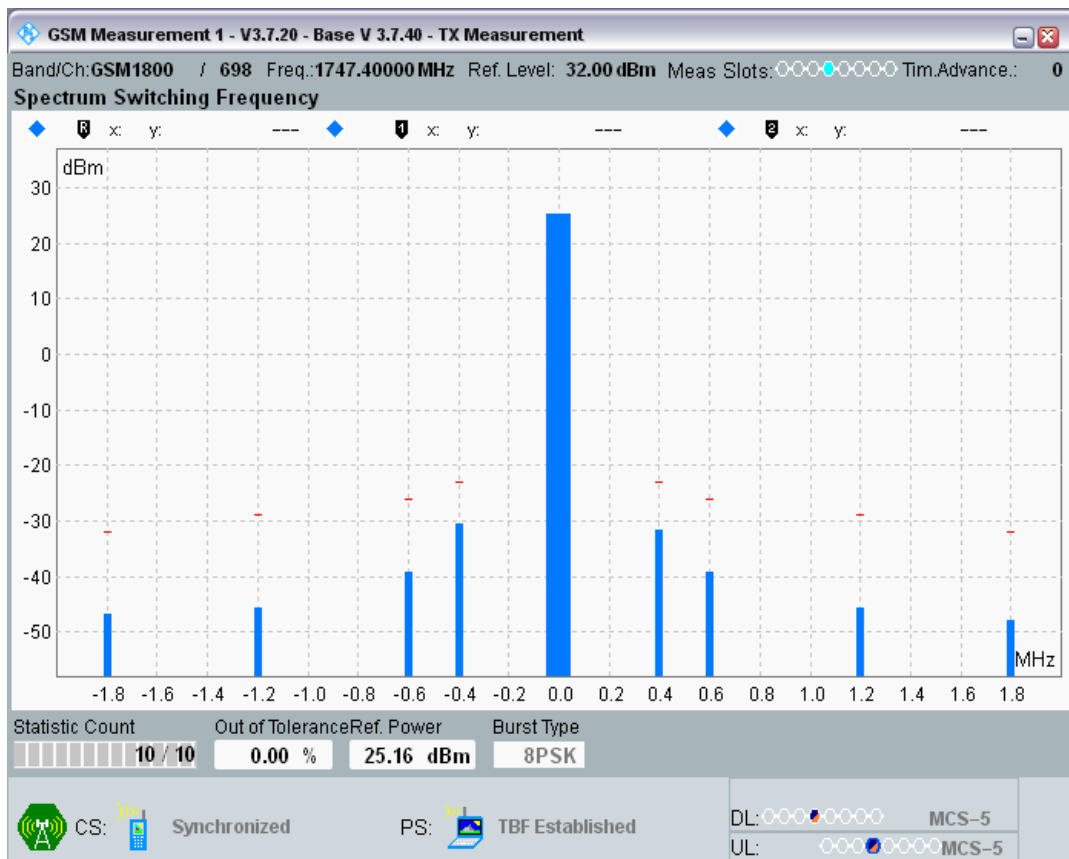 GSM Measurement 1 - V3.7.20 - Base V 3.7.40 - TX Measurement
Band/Ch:GSM1800 / 698 Freq.:1747.40000 MHz Ref. Level: 32.00 dBm Meas Slots: Tim.Advance.: 0
Spectrum Switching Frequency
R x: y: --- 1 x: y: --- 2 x: y: ---
dBm
30
20
10
0
-10
-20
-30
-40
-50
MHz
-1.8 -1.6 -1.4 -1.2 -1.0 -0.8 -0.6 -0.4 -0.2 0.0 0.2 0.4 0.6 0.8 1.0 1.2 1.4 1.6 1.8
Statistic Count Out of Tolerance Ref. Power Burst Type
10 / 10 0.00 % 25.16 dBm 8PSK
CS: Synchronized PS: TBF Established
DL: MCS-5
UL: MCS-5